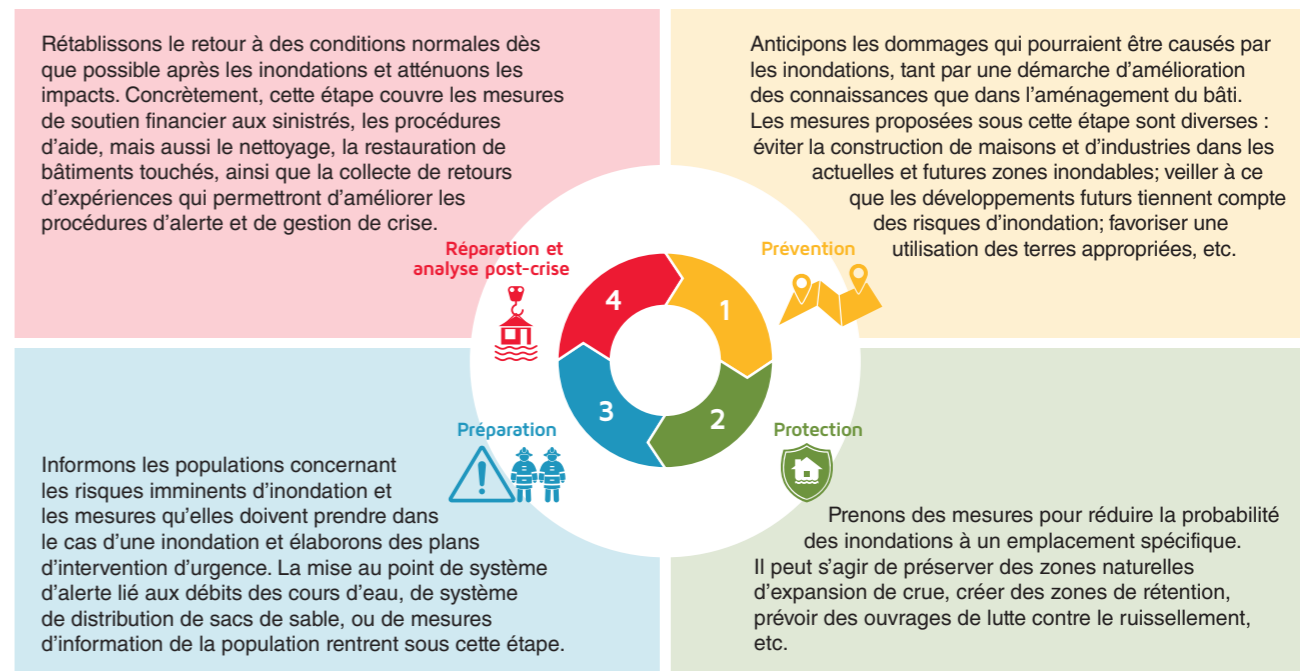 Rétablissons le retour à des conditions normales dès
que possible après les inondations et atténuons les
impacts. Concrètement, cette étape couvre les mesures
de soutien financier aux sinistrés, les procédures
d'aide, mais aussi le nettoyage, la restauration de
bâtiments touchés, ainsi que la collecte de retours
d'expériences qui permettront d'améliorer les
procédures d'alerte et de gestion de crise.
Réparation et
analyse post-crise
4
Anticipons les dommages qui pourraient être causés par
les inondations, tant par une démarche d'amélioration
des connaissances que dans l'aménagement du bâti.
Les mesures proposées sous cette étape sont diverses :
éviter la construction de maisons et d'industries dans les
actuelles et futures zones inondables; veiller à ce
que les développements futurs tiennent compte
des risques d'inondation; favoriser une
utilisation des terres appropriées, etc.
Prévention
1
Préparation
3
Informons les populations concernant
les risques imminents d'inondation et
les mesures qu'elles doivent prendre dans
le cas d'une inondation et élaborons des plans
d'intervention d'urgence. La mise au point de système
d'alerte lié aux débits des cours d'eau, de système
de distribution de sacs de sable, ou de mesures
d'information de la population rentrent sous cette étape.
2
Protection
Prenons des mesures pour réduire la probabilité
des inondations à un emplacement spécifique.
Il peut s'agir de préserver des zones naturelles
d'expansion de crue, créer des zones de rétention,
prévoir des ouvrages de lutte contre le ruissellement,
etc.